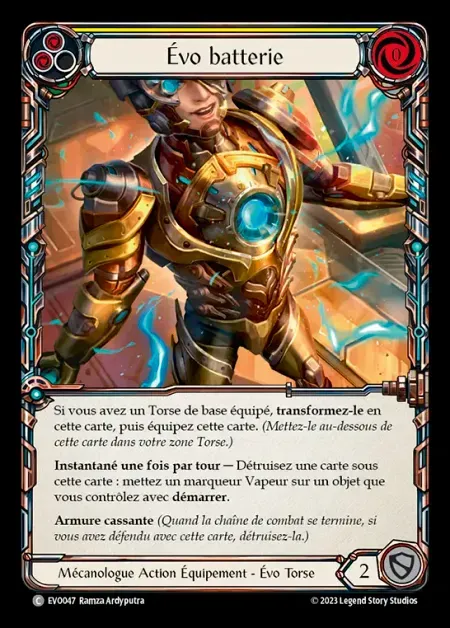 Évo batterie
0
Si vous avez un Torse de base équipé, transformez-le en
cette carte, puis équipez cette carte. (Mettez-le au-dessous de
cette carte dans votre zone Torse.)
Instantané une fois par tour — Détruisez une carte sous
cette carte : mettez un marqueur Vapeur sur un objet que
vous contrôlez avec démarrer.
Armure cassante (Quand la chaîne de combat se termine, si
vous avez défendu avec cette carte, détruisez-la.)
Mécanologue Action Équipement - Évo Torse
2
C EVO047 Ramza Ardyputra
© 2023 Legend Story Studios